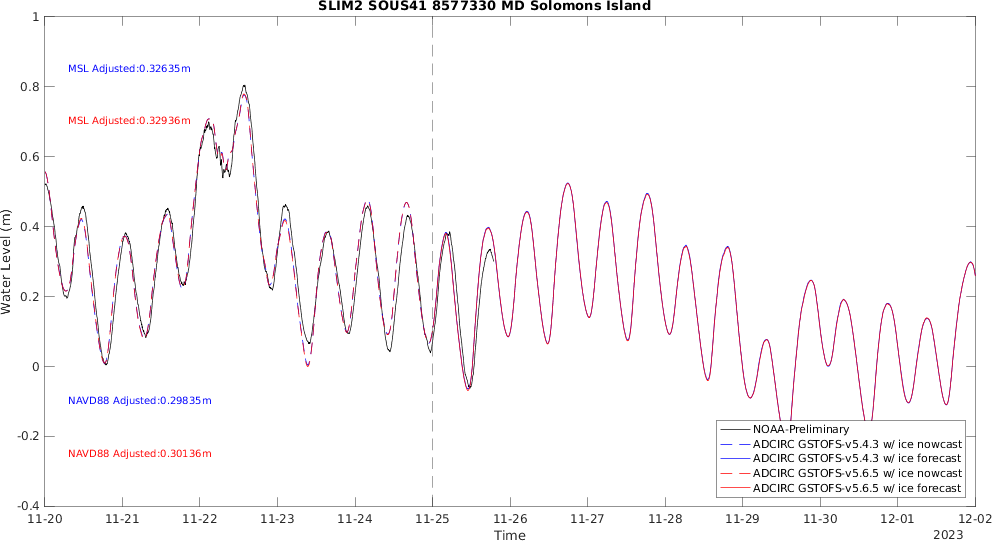 SLIM2 SOUS41 8577330 MD Solomons Island
1
0.8
0.6
0.4
0.2
0
-0.2
-0.4
Water Level (m)
MSL Adjusted:0.32635m
MSL Adjusted:0.32936m
NAVD88 Adjusted:0.29835m
NAVD88 Adjusted:0.30136m
NOAA-Preliminary
ADCIRC GSTOFS-v5.4.3 w/ ice nowcast
ADCIRC GSTOFS-v5.4.3 w/ ice forecast
ADCIRC GSTOFS-v5.6.5 w/ ice nowcast
ADCIRC GSTOFS-v5.6.5 w/ ice forecast
11-20 11-21 11-22 11-23 11-24 11-25 11-26 11-27 11-28 11-29 11-30 12-01 12-02
Time
2023